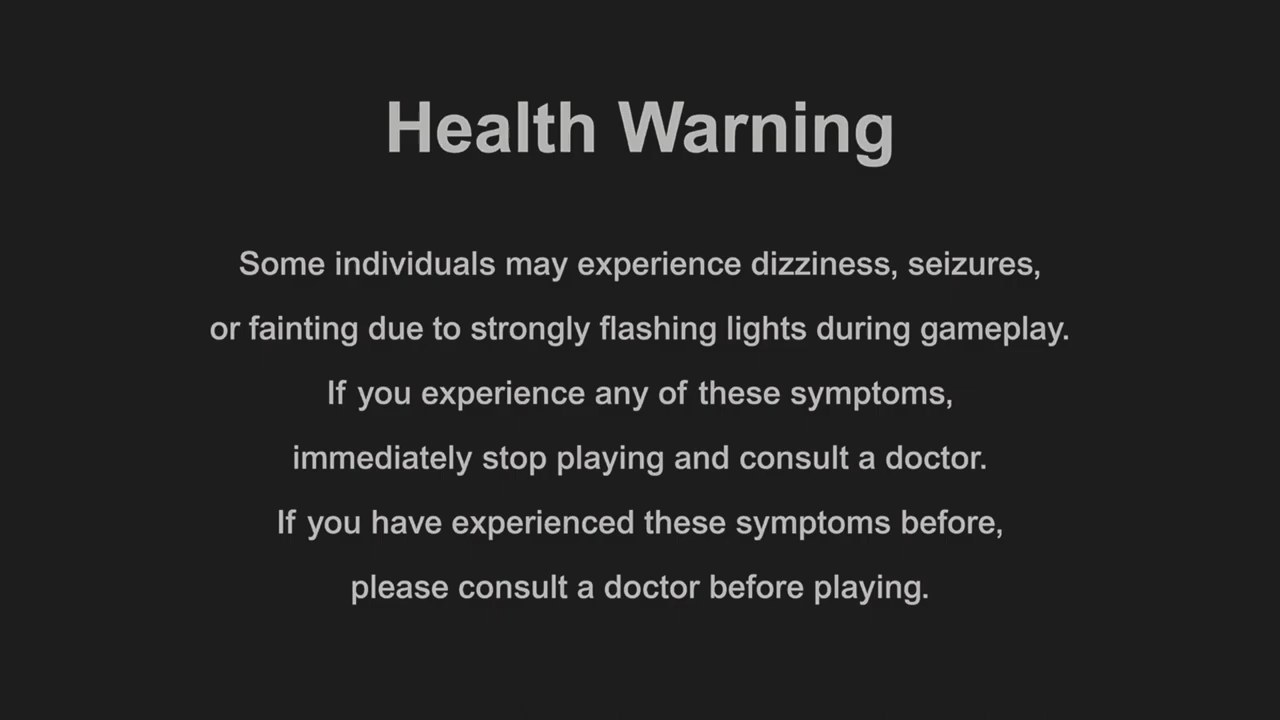 Health Warning
Some individuals may experience dizziness, seizures,
or fainting due to strongly flashing lights during gameplay.
If you experience any of these symptoms,
immediately stop playing and consult a doctor.
If you have experienced these symptoms before,
please consult a doctor before playing.